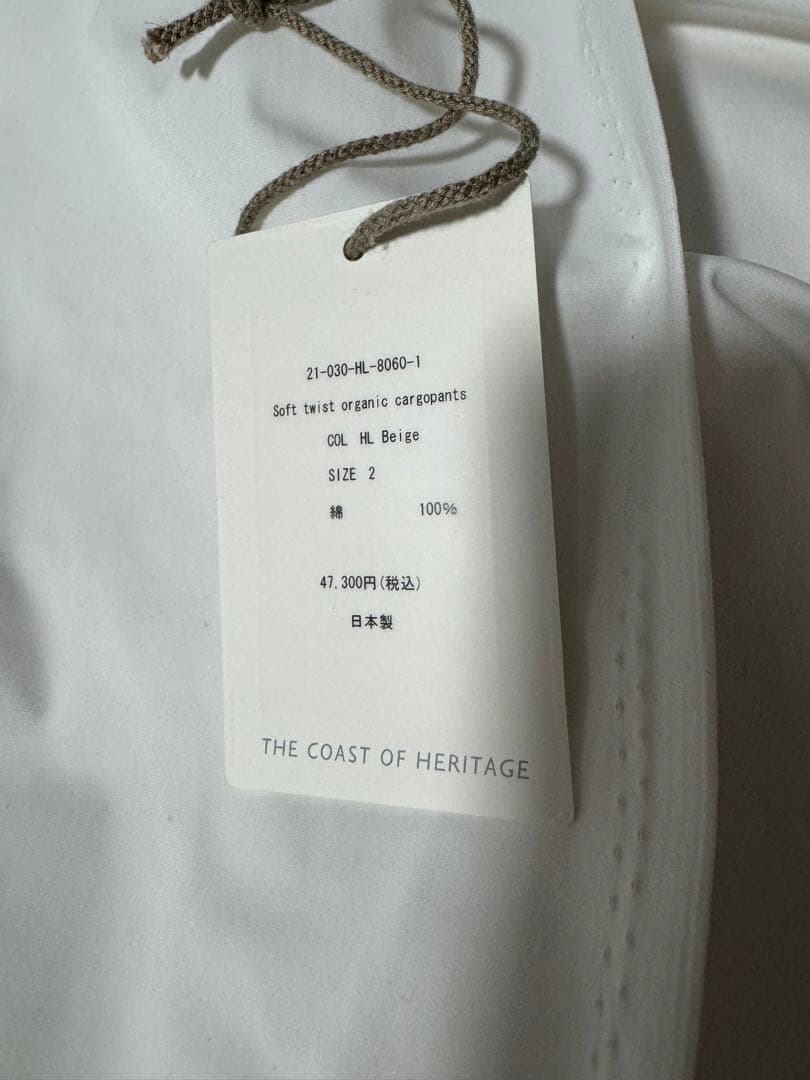 21-030-HL-8060-1
Soft twist organic cargopants
COL HL Beige
SIZE 2
綿 100%
47,300円(税込)
日本製
THE COAST OF HERITAGE